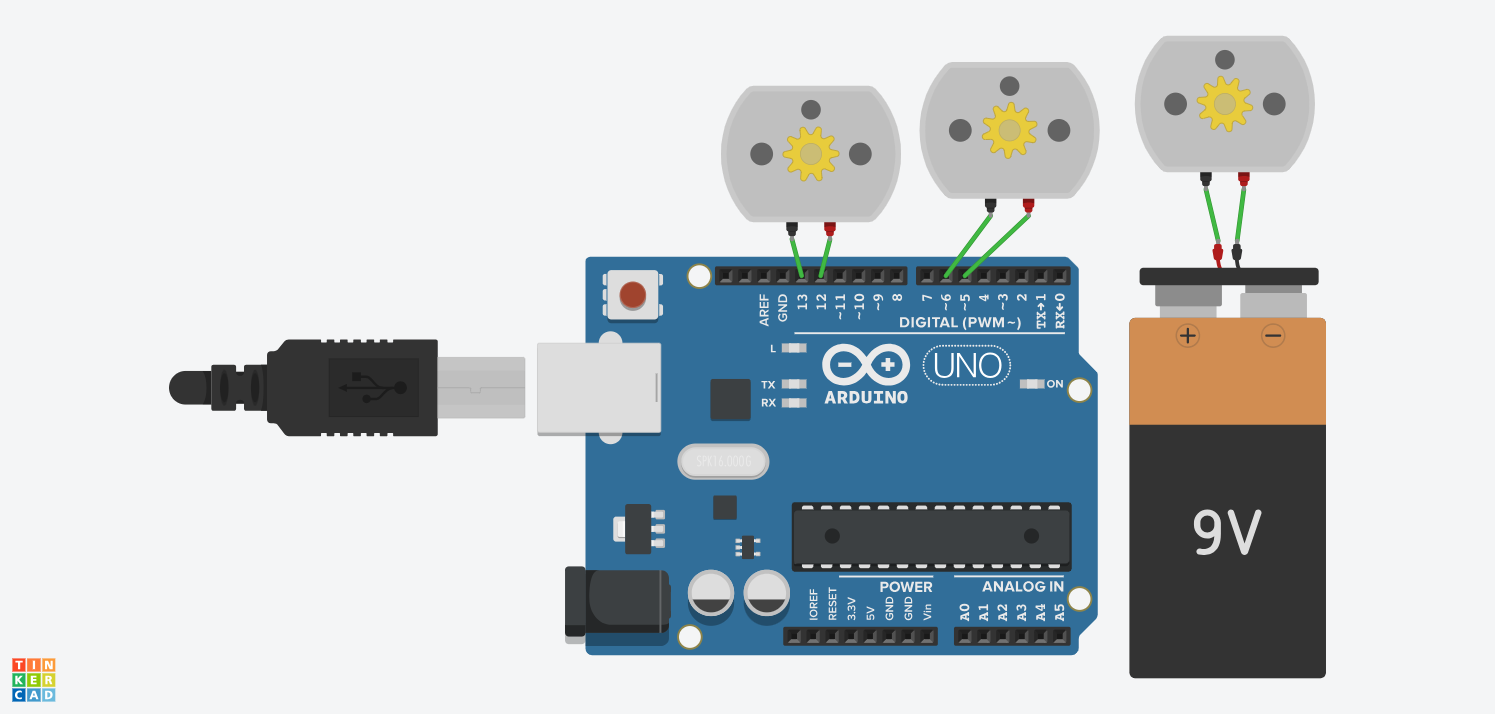 AREF
GND
13
12
~11
~10
~9
8
7
~6
~5
4
~3
2
TX→1
RX←0
DIGITAL (PWM ~)
L
TX
RX
ON
UNO
ARDUINO
SPK16.000G
POWER
ANALOG IN
IOREF
RESET
3.3V
5V
GND
GND
Vin
A0
A1
A2
A3
A4
A5
+
−
9V
TIN
KER
CAD